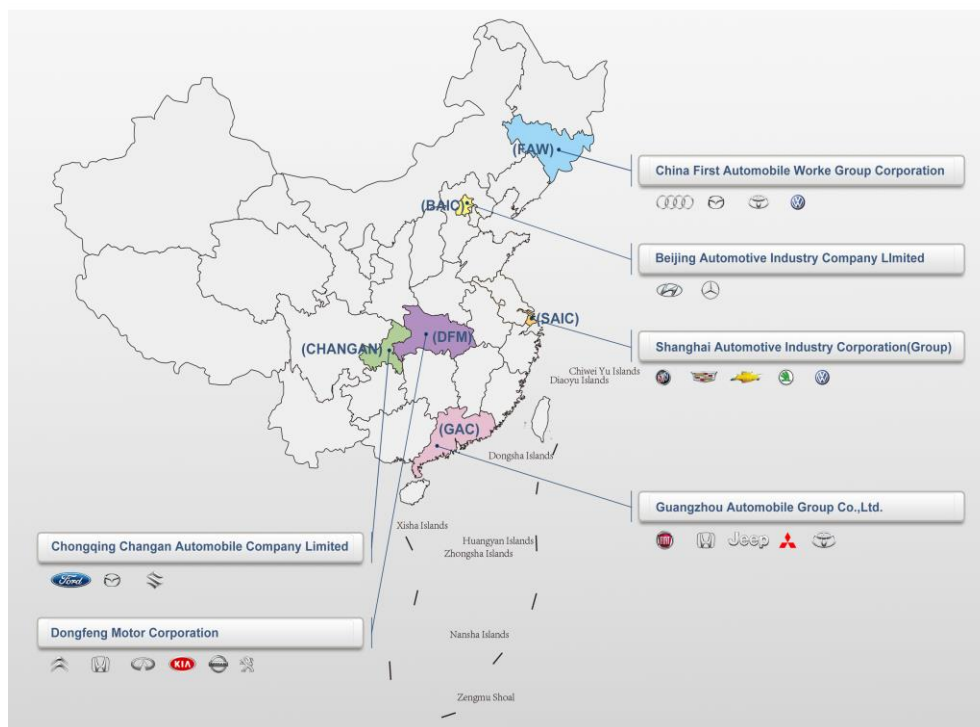 (FAW)
China First Automobile Worke Group Corporation
(BAIC)
Beijing Automotive Industry Company LImited
(SAIC)
Shanghai Automotive Industry Corporation(Group)
(CHANGAN)
(DFM)
Chiwei Yu Islands
Diaoyu Islands
(GAC)
Dongsha Islands
Guangzhou Automobile Group Co.,Ltd.
Jeep
Xisha Islands
Huangyan Islands
Zhongsha Islands
Chongqing Changan Automobile Company Limited
Ford
Dongfeng Motor Corporation
KIA
Nansha Islands
Zengmu Shoal